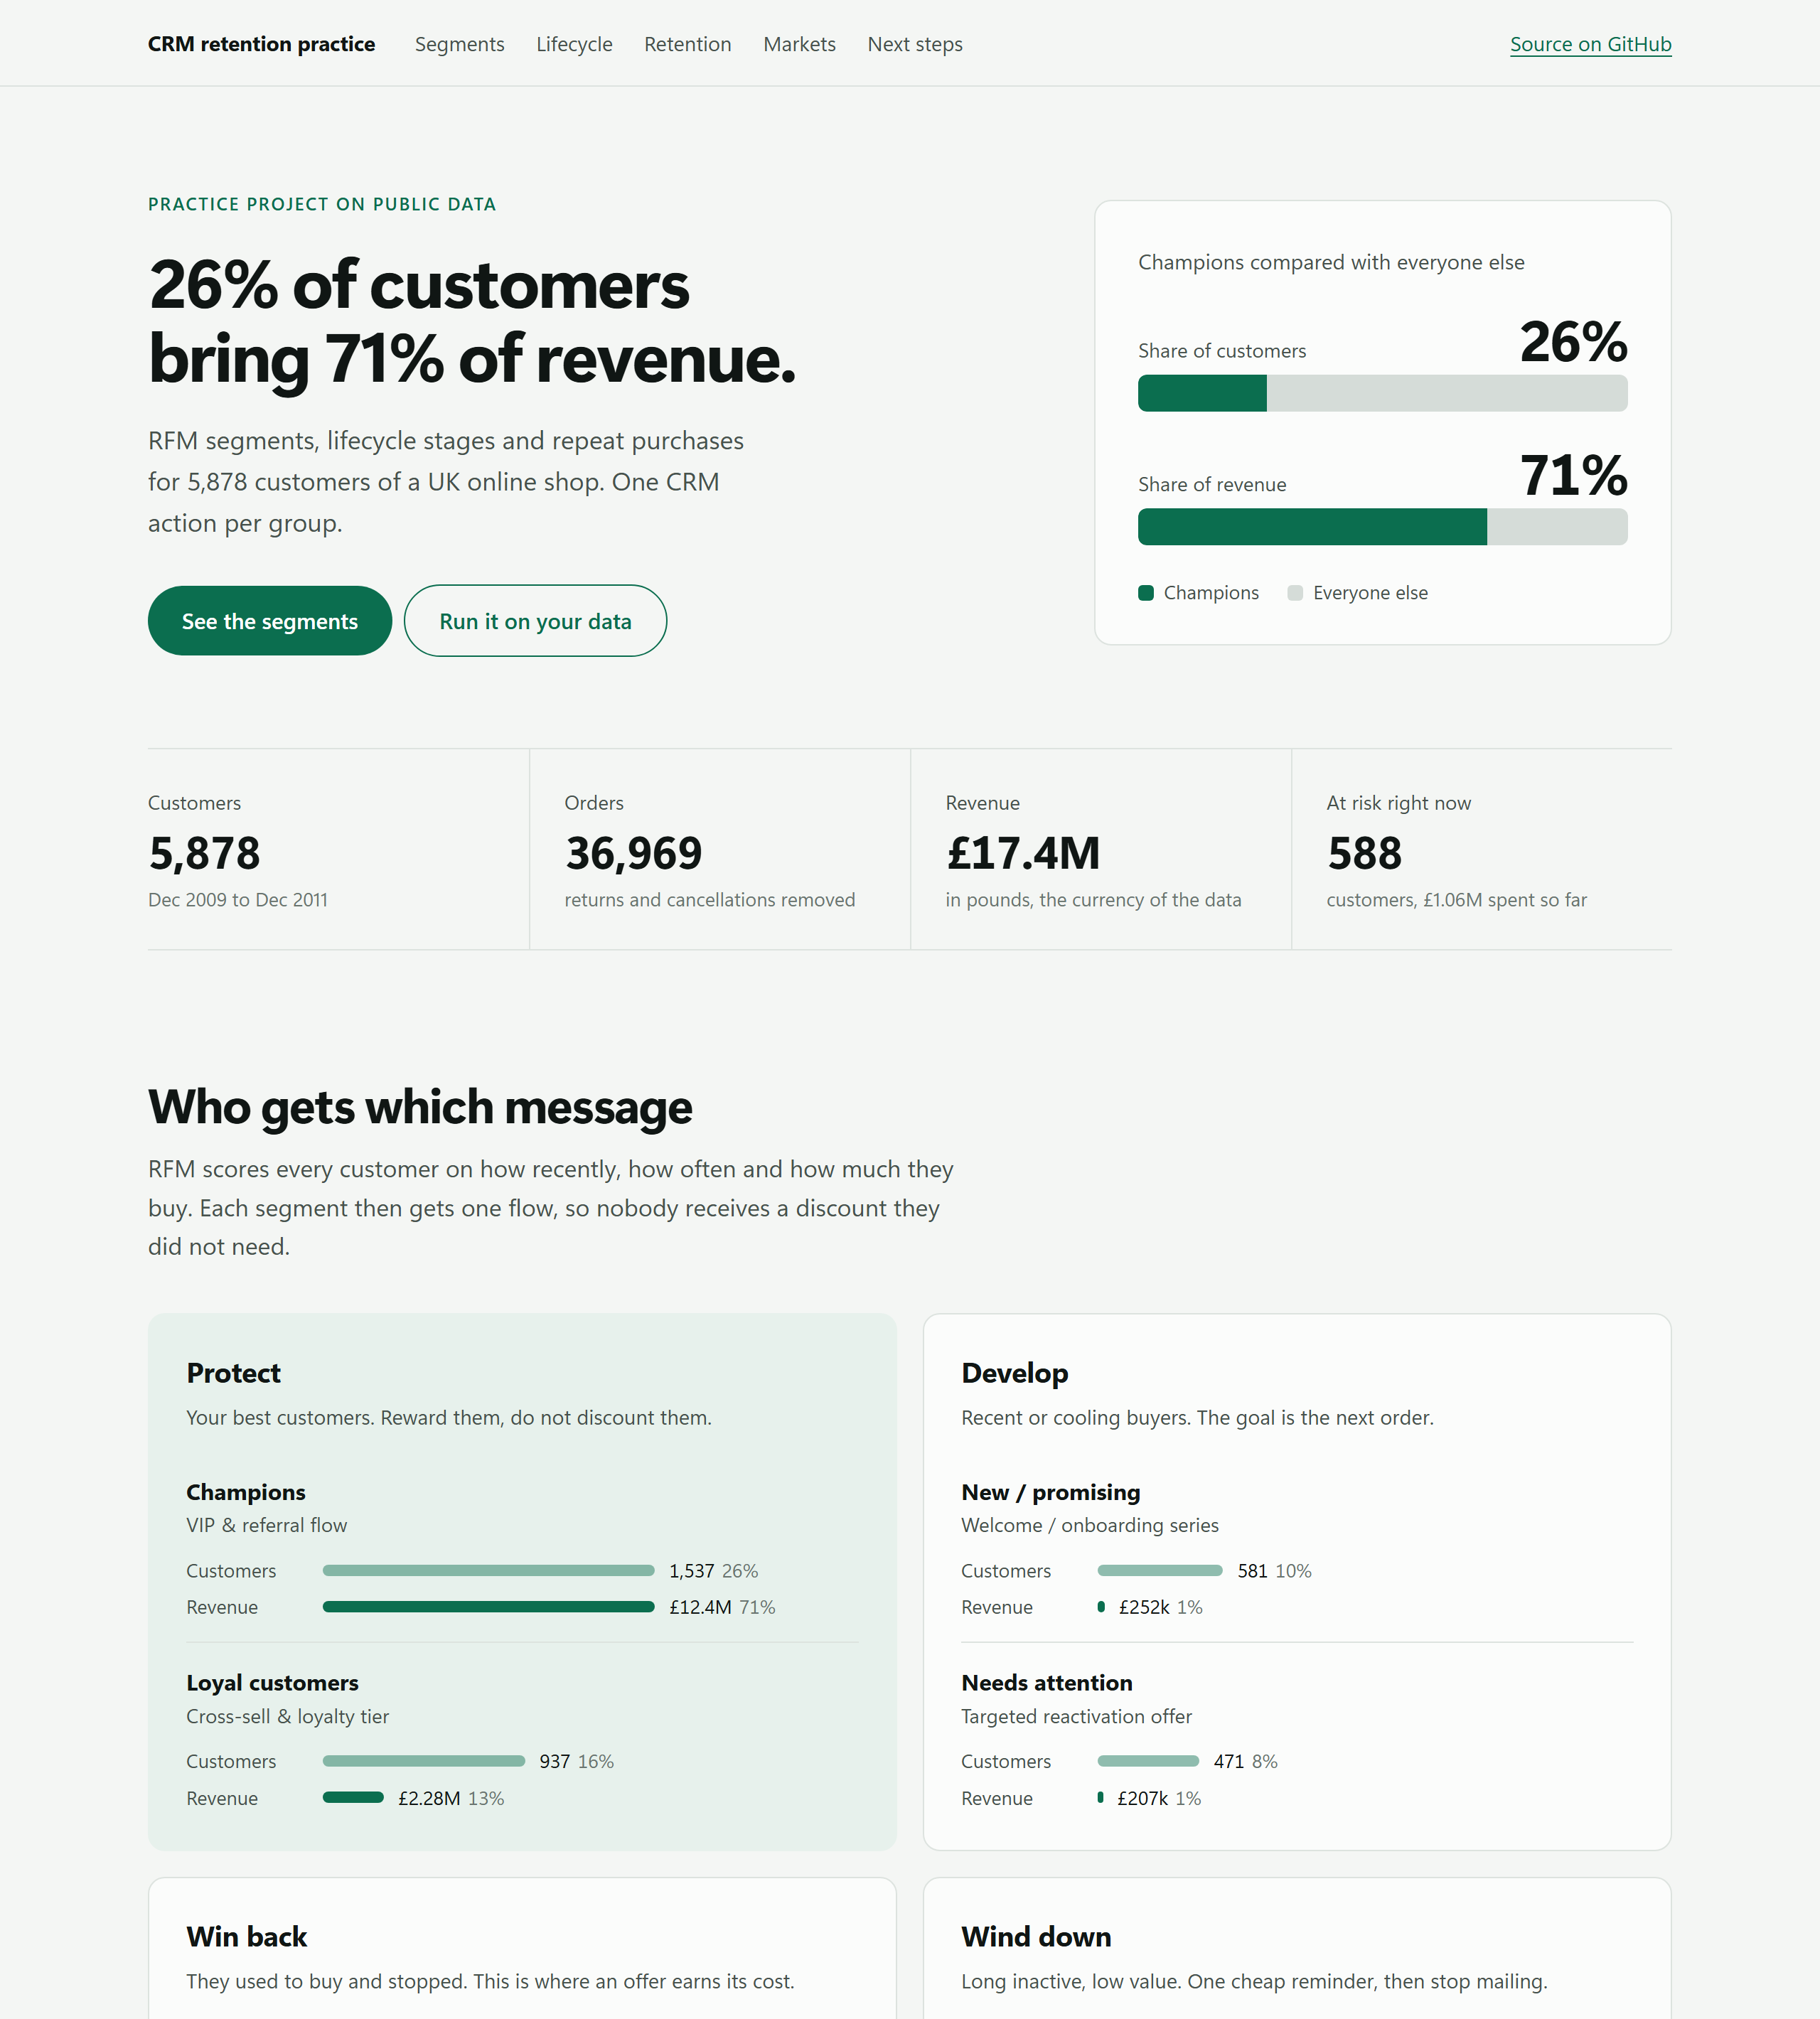 CRM retention practice
Segments
Lifecycle
Retention
Markets
Next steps
Source on GitHub
PRACTICE PROJECT ON PUBLIC DATA
26% of customers
bring 71% of revenue.
RFM segments, lifecycle stages and repeat purchases
for 5,878 customers of a UK online shop. One CRM
action per group.
See the segments
Run it on your data
Champions compared with everyone else
Share of customers
26%
Share of revenue
71%
Champions
Everyone else
Customers
5,878
Dec 2009 to Dec 2011
Orders
36,969
returns and cancellations removed
Revenue
£17.4M
in pounds, the currency of the data
At risk right now
588
customers, £1.06M spent so far
Who gets which message
RFM scores every customer on how recently, how often and how much they
buy. Each segment then gets one flow, so nobody receives a discount they
did not need.
Protect
Your best customers. Reward them, do not discount them.
Champions
VIP & referral flow
Customers 1,537 26%
Revenue £12.4M 71%
Loyal customers
Cross-sell & loyalty tier
Customers 937 16%
Revenue £2.28M 13%
Develop
Recent or cooling buyers. The goal is the next order.
New / promising
Welcome / onboarding series
Customers 581 10%
Revenue £252k 1%
Needs attention
Targeted reactivation offer
Customers 471 8%
Revenue £207k 1%
Win back
They used to buy and stopped. This is where an offer earns its cost.
Wind down
Long inactive, low value. One cheap reminder, then stop mailing.